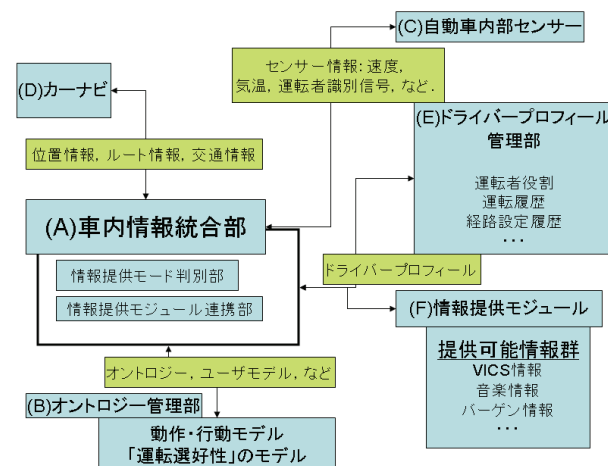 (C)自動車内部センサー
センサー情報: 速度,
気温, 運転者識別信号, など.
(D)カーナビ
位置情報, ルート情報, 交通情報
(E)ドライバープロフィール
管理部
運転者役割
運転履歴
経路設定履歴
・・・
(A)車内情報統合部
情報提供モード判別部
情報提供モジュール連携部
ドライバープロフィール
(F)情報提供モジュール
提供可能情報群
VICS情報
音楽情報
バーゲン情報
・・・
オントロジー, ユーザモデル, など
(B)オントロジー管理部
動作・行動モデル
「運転選好性」のモデル